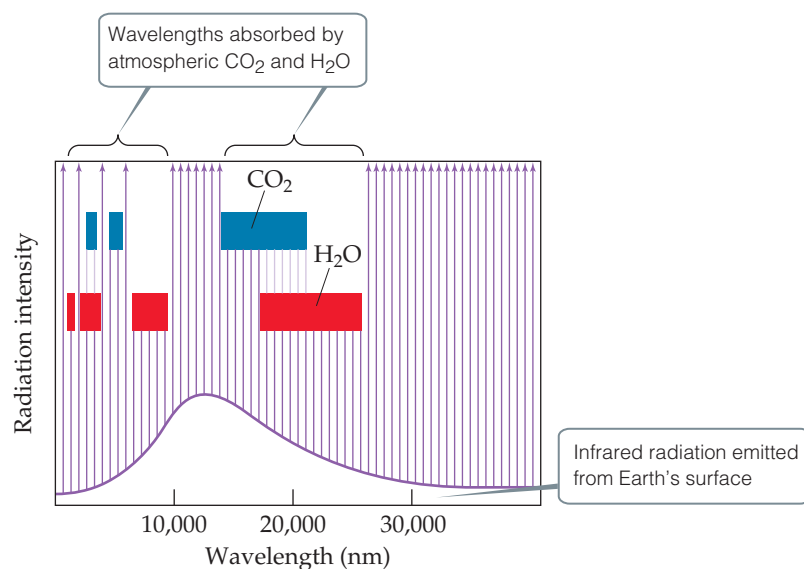 Wavelengths absorbed by
atmospheric CO₂ and H₂O
CO₂
H₂O
Radiation intensity
Infrared radiation emitted
from Earth's surface
10,000
20,000
30,000
Wavelength (nm)